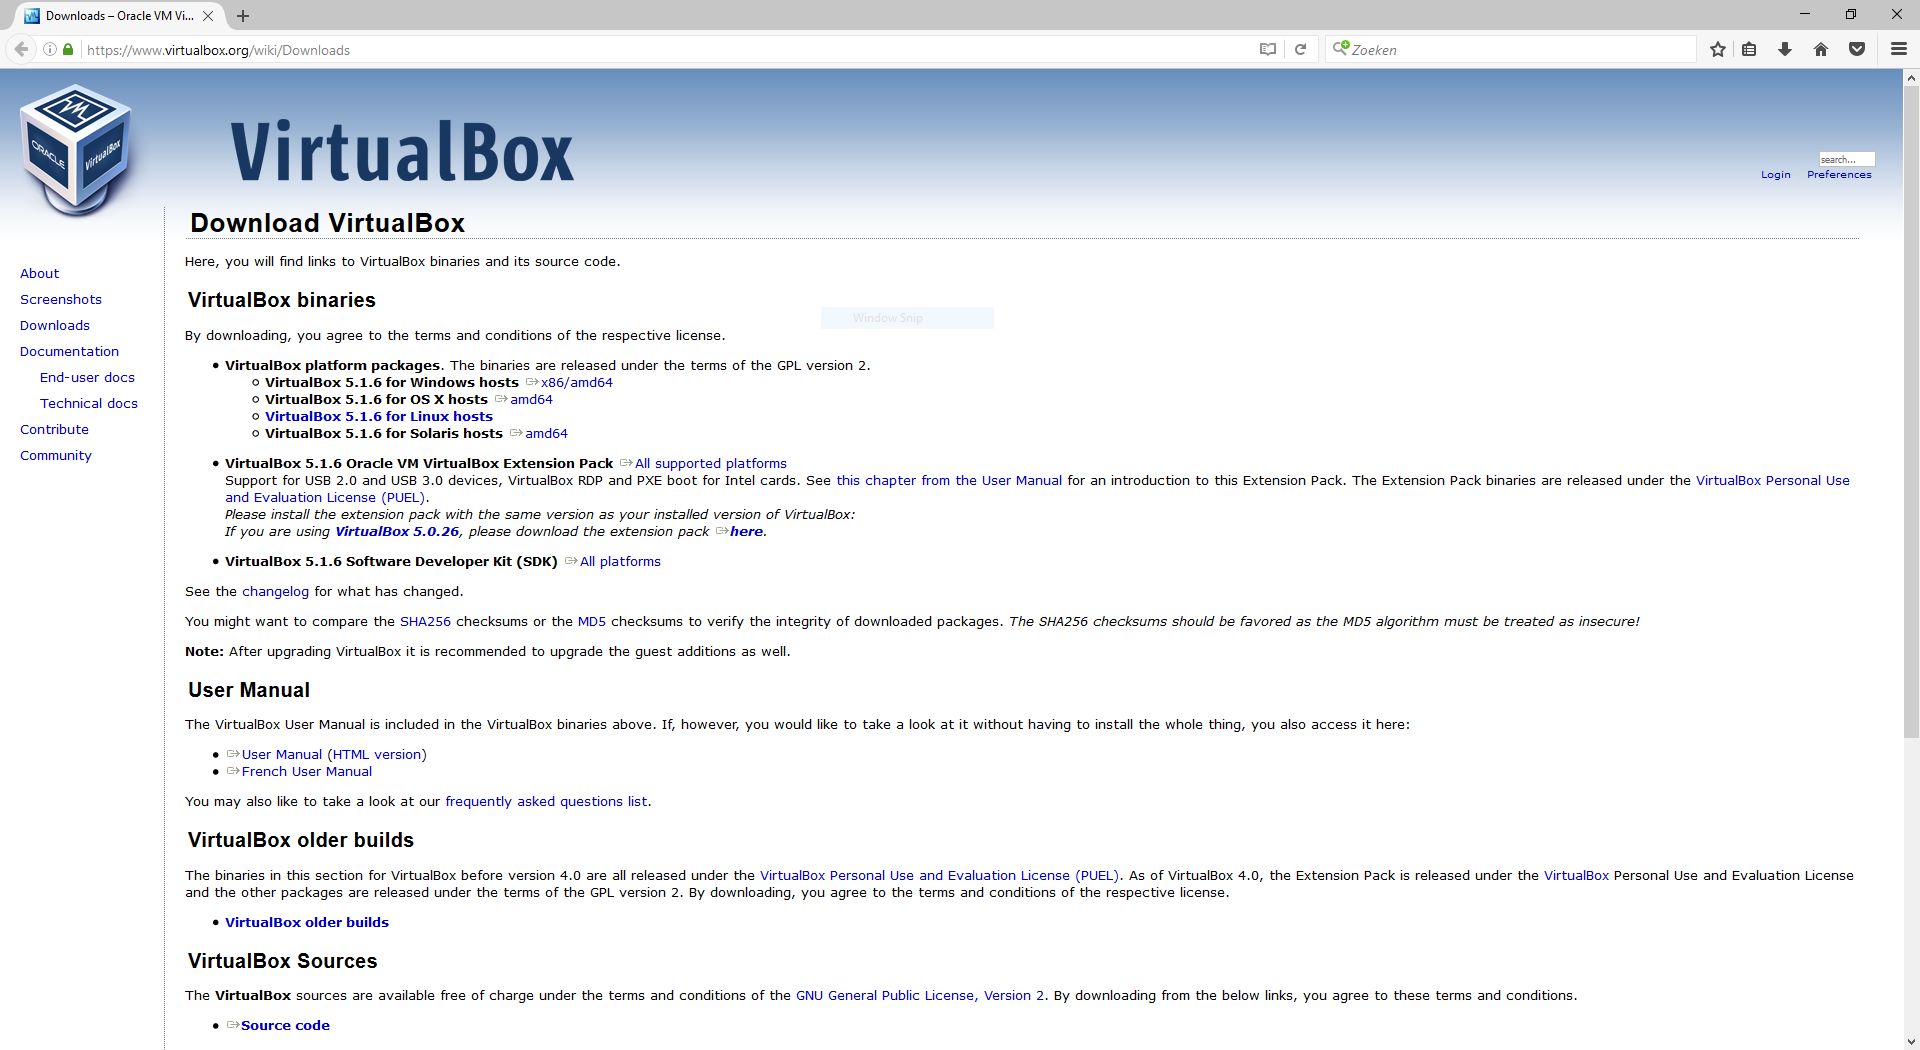 Downloads – Oracle VM Vi...
https://www.virtualbox.org/wiki/Downloads
Zoeken
ORACLE
VirtualBox
VirtualBox
search...
Login Preferences
Download VirtualBox
Here, you will find links to VirtualBox binaries and its source code.
About
Screenshots
Downloads
Documentation
End-user docs
Technical docs
Contribute
Community
VirtualBox binaries
Window Snip
By downloading, you agree to the terms and conditions of the respective license.
VirtualBox platform packages. The binaries are released under the terms of the GPL version 2.
VirtualBox 5.1.6 for Windows hosts x86/amd64
VirtualBox 5.1.6 for OS X hosts amd64
VirtualBox 5.1.6 for Linux hosts
VirtualBox 5.1.6 for Solaris hosts amd64
VirtualBox 5.1.6 Oracle VM VirtualBox Extension Pack All supported platforms
Support for USB 2.0 and USB 3.0 devices, VirtualBox RDP and PXE boot for Intel cards. See this chapter from the User Manual for an introduction to this Extension Pack. The Extension Pack binaries are released under the VirtualBox Personal Use
and Evaluation License (PUEL).
Please install the extension pack with the same version as your installed version of VirtualBox:
If you are using VirtualBox 5.0.26, please download the extension pack here.
VirtualBox 5.1.6 Software Developer Kit (SDK) All platforms
See the changelog for what has changed.
You might want to compare the SHA256 checksums or the MD5 checksums to verify the integrity of downloaded packages. The SHA256 checksums should be favored as the MD5 algorithm must be treated as insecure!
Note: After upgrading VirtualBox it is recommended to upgrade the guest additions as well.
User Manual
The VirtualBox User Manual is included in the VirtualBox binaries above. If, however, you would like to take a look at it without having to install the whole thing, you also access it here:
User Manual (HTML version)
French User Manual
You may also like to take a look at our frequently asked questions list.
VirtualBox older builds
The binaries in this section for VirtualBox before version 4.0 are all released under the VirtualBox Personal Use and Evaluation License (PUEL). As of VirtualBox 4.0, the Extension Pack is released under the VirtualBox Personal Use and Evaluation License
and the other packages are released under the terms of the GPL version 2. By downloading, you agree to the terms and conditions of the respective license.
VirtualBox older builds
VirtualBox Sources
The VirtualBox sources are available free of charge under the terms and conditions of the GNU General Public License, Version 2. By downloading from the below links, you agree to these terms and conditions.
Source code